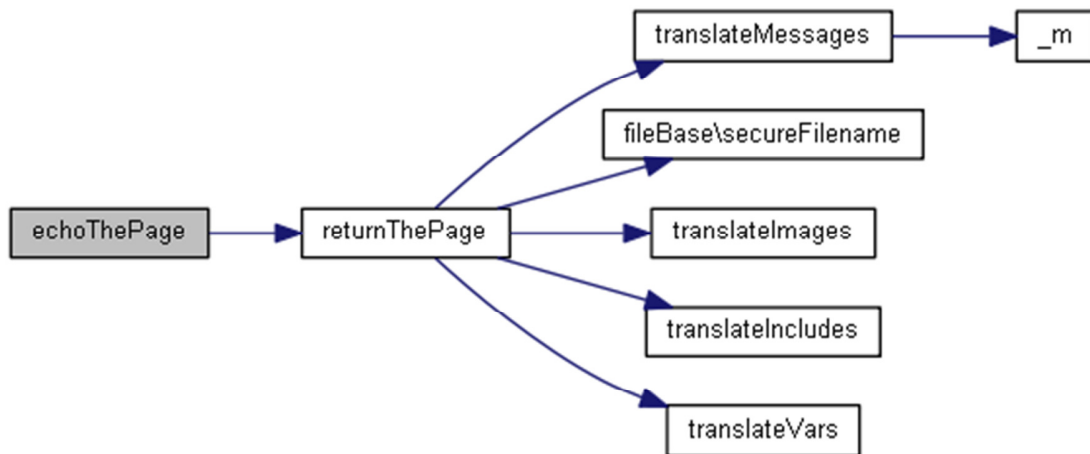 translateMessages
_m
fileBase\secureFilename
echoThePage
returnThePage
translateImages
translateIncludes
translateVars